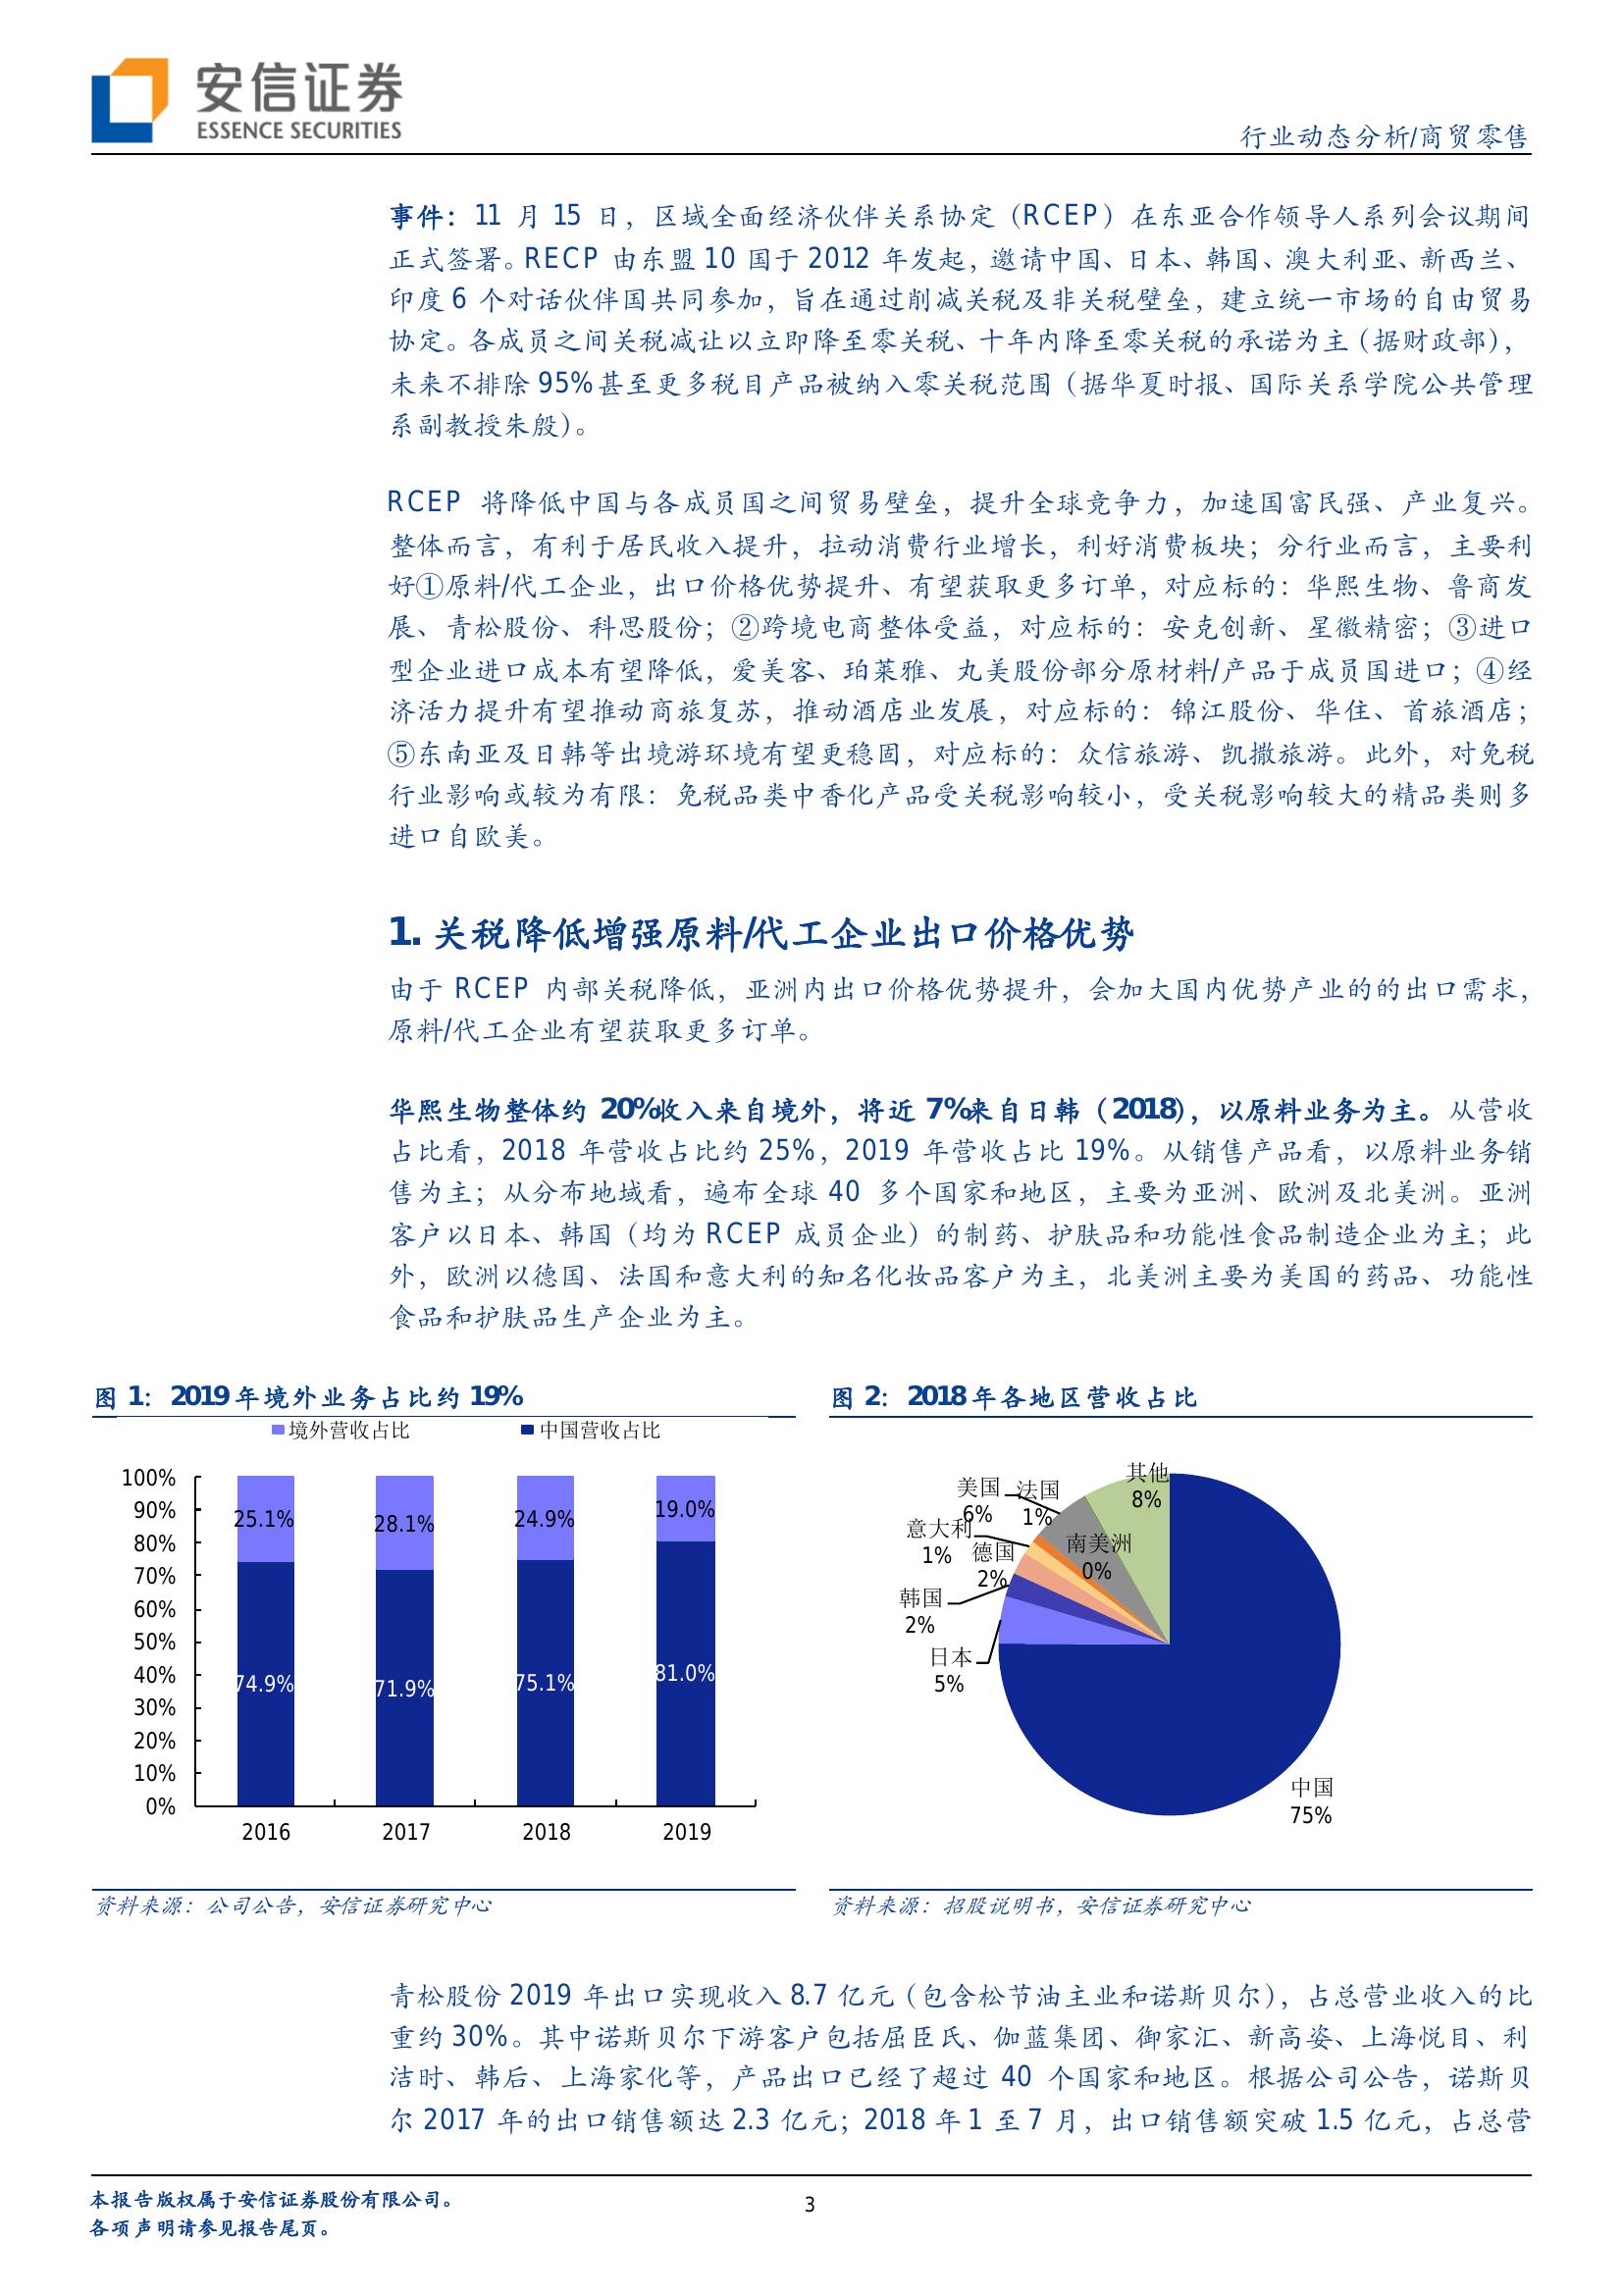 安信证券
ESSENCE SECURITIES
行业动态分析/商贸零售
事件：11 月 15 日，区域全面经济伙伴关系协定（RCEP）在东亚合作领导人系列会议期间
正式签署。RECP 由东盟 10 国于 2012 年发起，邀请中国、日本、韩国、澳大利亚、新西兰、
印度 6 个对话伙伴国共同参加，旨在通过削减关税及非关税壁垒，建立统一市场的自由贸易
协定。各成员之间关税减让以立即降至零关税、十年内降至零关税的承诺为主（据财政部），
未来不排除 95%甚至更多税目产品被纳入零关税范围（据华夏时报、国际关系学院公共管理
系副教授朱殷）。
RCEP 将降低中国与各成员国之间贸易壁垒，提升全球竞争力，加速国富民强、产业复兴。
整体而言，有利于居民收入提升，拉动消费行业增长，利好消费板块；分行业而言，主要利
好①原料/代工企业，出口价格优势提升、有望获取更多订单，对应标的：华熙生物、鲁商发
展、青松股份、科思股份；②跨境电商整体受益，对应标的：安克创新、星徽精密；③进口
型企业进口成本有望降低，爱美客、珀莱雅、丸美股份部分原材料/产品于成员国进口；④经
济活力提升有望推动商旅复苏，推动酒店业发展，对应标的：锦江股份、华住、首旅酒店；
⑤东南亚及日韩等出境游环境有望更稳固，对应标的：众信旅游、凯撒旅游。此外，对免税
行业影响或较为有限：免税品类中香化产品受关税影响较小，受关税影响较大的精品类则多
进口自欧美。
1. 关税降低增强原料/代工企业出口价格优势
由于 RCEP 内部关税降低，亚洲内出口价格优势提升，会加大国内优势产业的的出口需求，
原料/代工企业有望获取更多订单。
华熙生物整体约 20%收入来自境外，将近 7%来自日韩（2018），以原料业务为主。从营收
占比看，2018 年营收占比约 25%，2019 年营收占比 19%。从销售产品看，以原料业务销
售为主；从分布地域看，遍布全球 40 多个国家和地区，主要为亚洲、欧洲及北美洲。亚洲
客户以日本、韩国（均为 RCEP 成员企业）的制药、护肤品和功能性食品制造企业为主；此
外，欧洲以德国、法国和意大利的知名化妆品客户为主，北美洲主要为美国的药品、功能性
食品和护肤品生产企业为主。
图 1：2019 年境外业务占比约 19%
境外营收占比 中国营收占比
100%
90%
80%
70%
60%
50%
40%
30%
20%
10%
0%
25.1% 28.1% 24.9% 19.0%
74.9% 71.9% 75.1% 81.0%
2016 2017 2018 2019
资料来源：公司公告，安信证券研究中心
图 2：2018 年各地区营收占比
其他
8%
美国
6%
法国
1%
意大利
1%
德国
2%
南美洲
0%
韩国
2%
日本
5%
中国
75%
资料来源：招股说明书，安信证券研究中心
青松股份 2019 年出口实现收入 8.7 亿元（包含松节油主业和诺斯贝尔），占总营业收入的比
重约 30%。其中诺斯贝尔下游客户包括屈臣氏、伽蓝集团、御家汇、新高姿、上海悦目、利
洁时、韩后、上海家化等，产品出口已经了超过 40 个国家和地区。根据公司公告，诺斯贝
尔 2017 年的出口销售额达 2.3 亿元；2018 年 1 至 7 月，出口销售额突破 1.5 亿元，占总营
本报告版权属于安信证券股份有限公司。
各项声明请参见报告尾页。
3